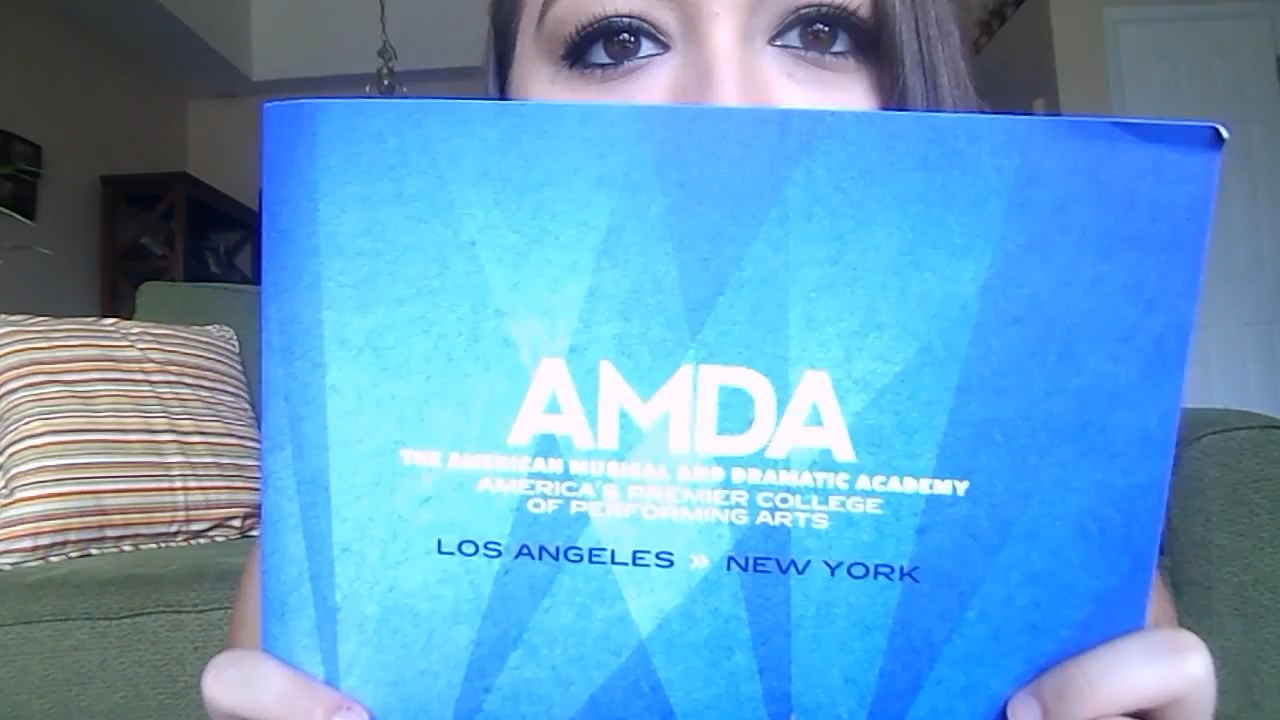 AMDA
THE AMERICAN MUSICAL AND DRAMATIC ACADEMY
AMERICA'S PREMIER COLLEGE
OF PERFORMING ARTS
LOS ANGELES » NEW YORK